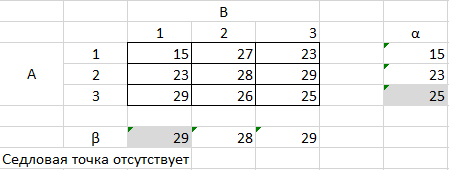 B
1 2 3 α
1 15 27 23 15
A 2 23 28 29 23
3 29 26 25 25
β 29 28 29
Седловая точка отсутствует